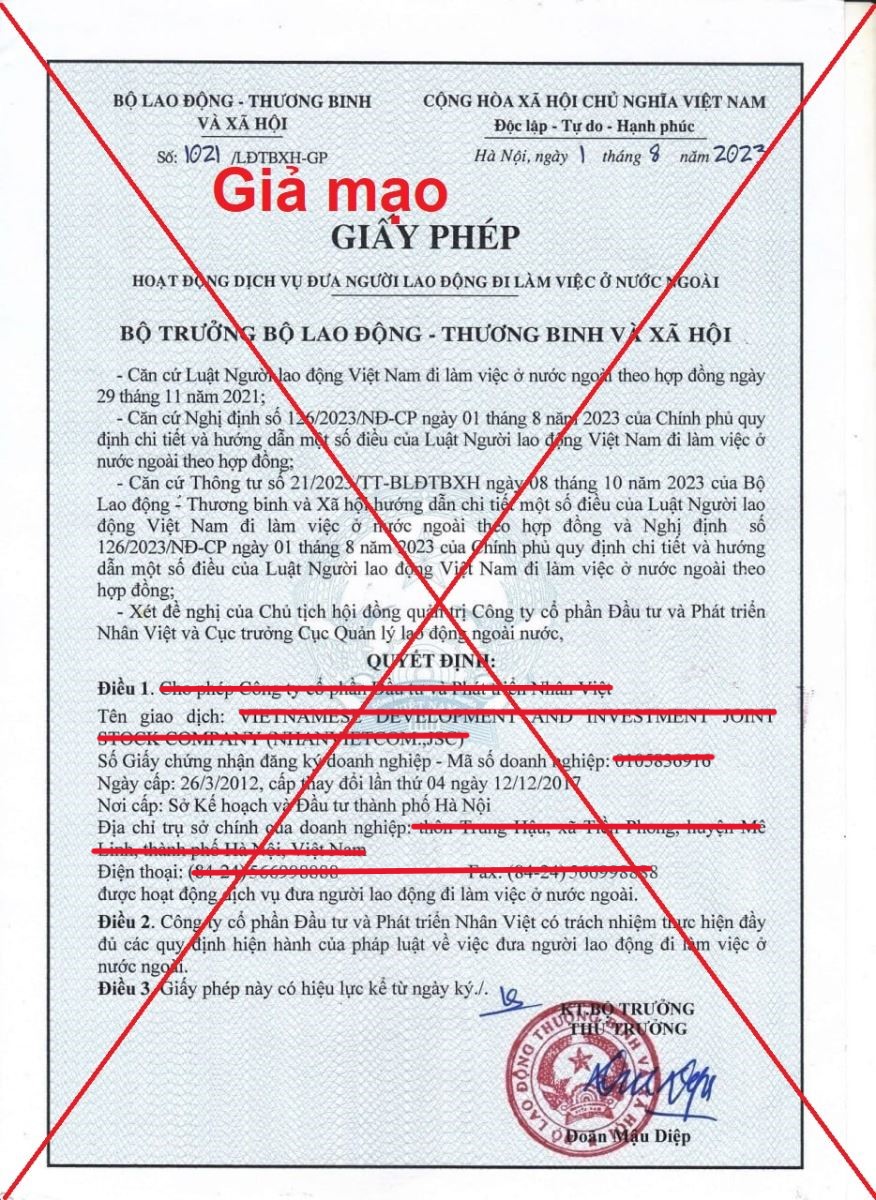 BỘ LAO ĐỘNG - THƯƠNG BINH
VÀ XÃ HỘI
CỘNG HÒA XÃ HỘI CHỦ NGHĨA VIỆT NAM
Độc lập - Tự do - Hạnh phúc
Số: 1021 /LĐTBXH-GP
Hà Nội, ngày 1 tháng 8 năm 2023
Giả mạo
GIẤY PHÉP
HOẠT ĐỘNG DỊCH VỤ ĐƯA NGƯỜI LAO ĐỘNG ĐI LÀM VIỆC Ở NƯỚC NGOÀI
BỘ TRƯỞNG BỘ LAO ĐỘNG - THƯƠNG BINH VÀ XÃ HỘI
- Căn cứ Luật Người lao động Việt Nam đi làm việc ở nước ngoài theo hợp đồng ngày
29 tháng 11 năm 2021;
- Căn cứ Nghị định số 126/2023/NĐ-CP ngày 01 tháng 8 năm 2023 của Chính phủ quy
định chi tiết và hướng dẫn một số điều của Luật Người lao động Việt Nam đi làm việc ở
nước ngoài theo hợp đồng;
- Căn cứ Thông tư số 21/2023/TT-BLĐTBXH ngày 08 tháng 10 năm 2023 của Bộ
Lao động - Thương binh và Xã hội hướng dẫn chi tiết một số điều của Luật Người lao
động Việt Nam đi làm việc ở nước ngoài theo hợp đồng và Nghị định số
126/2023/NĐ-CP ngày 01 tháng 8 năm 2023 của Chính phủ quy định chi tiết và hướng
dẫn một số điều của Luật Người lao động Việt Nam đi làm việc ở nước ngoài theo
hợp đồng;
- Xét đề nghị của Chủ tịch hội đồng quản trị Công ty cổ phần Đầu tư và Phát triển
Nhân Việt và Cục trưởng Cục Quản lý lao động ngoài nước,
QUYẾT ĐỊNH:
Điều 1. Cho phép Công ty cổ phần Đầu tư và Phát triển Nhân Việt
Tên giao dịch: VIETNAMESE DEVELOPMENT AND INVESTMENT JOINT
STOCK COMPANY (NHANVIETCOM.,JSC)
Số Giấy chứng nhận đăng ký doanh nghiệp - Mã số doanh nghiệp: 0105836916
Ngày cấp: 26/3/2012, cấp thay đổi lần thứ 04 ngày 12/12/2017
Nơi cấp: Sở Kế hoạch và Đầu tư thành phố Hà Nội
Địa chỉ trụ sở chính của doanh nghiệp: thôn Trung Hậu, xã Tiền Phong, huyện Mê
Linh, thành phố Hà Nội, Việt Nam
Điện thoại: (84-24) 566998888 Fax: (84-24) 566998888
được hoạt động dịch vụ đưa người lao động đi làm việc ở nước ngoài.
Điều 2. Công ty cổ phần Đầu tư và Phát triển Nhân Việt có trách nhiệm thực hiện đầy
đủ các quy định hiện hành của pháp luật về việc đưa người lao động đi làm việc ở
nước ngoài.
Điều 3. Giấy phép này có hiệu lực kể từ ngày ký./.
KT.BỘ TRƯỞNG
THỨ TRƯỞNG
BỘ LAO ĐỘNG THƯƠNG BINH VÀ XÃ HỘI
Doãn Mậu Diệp